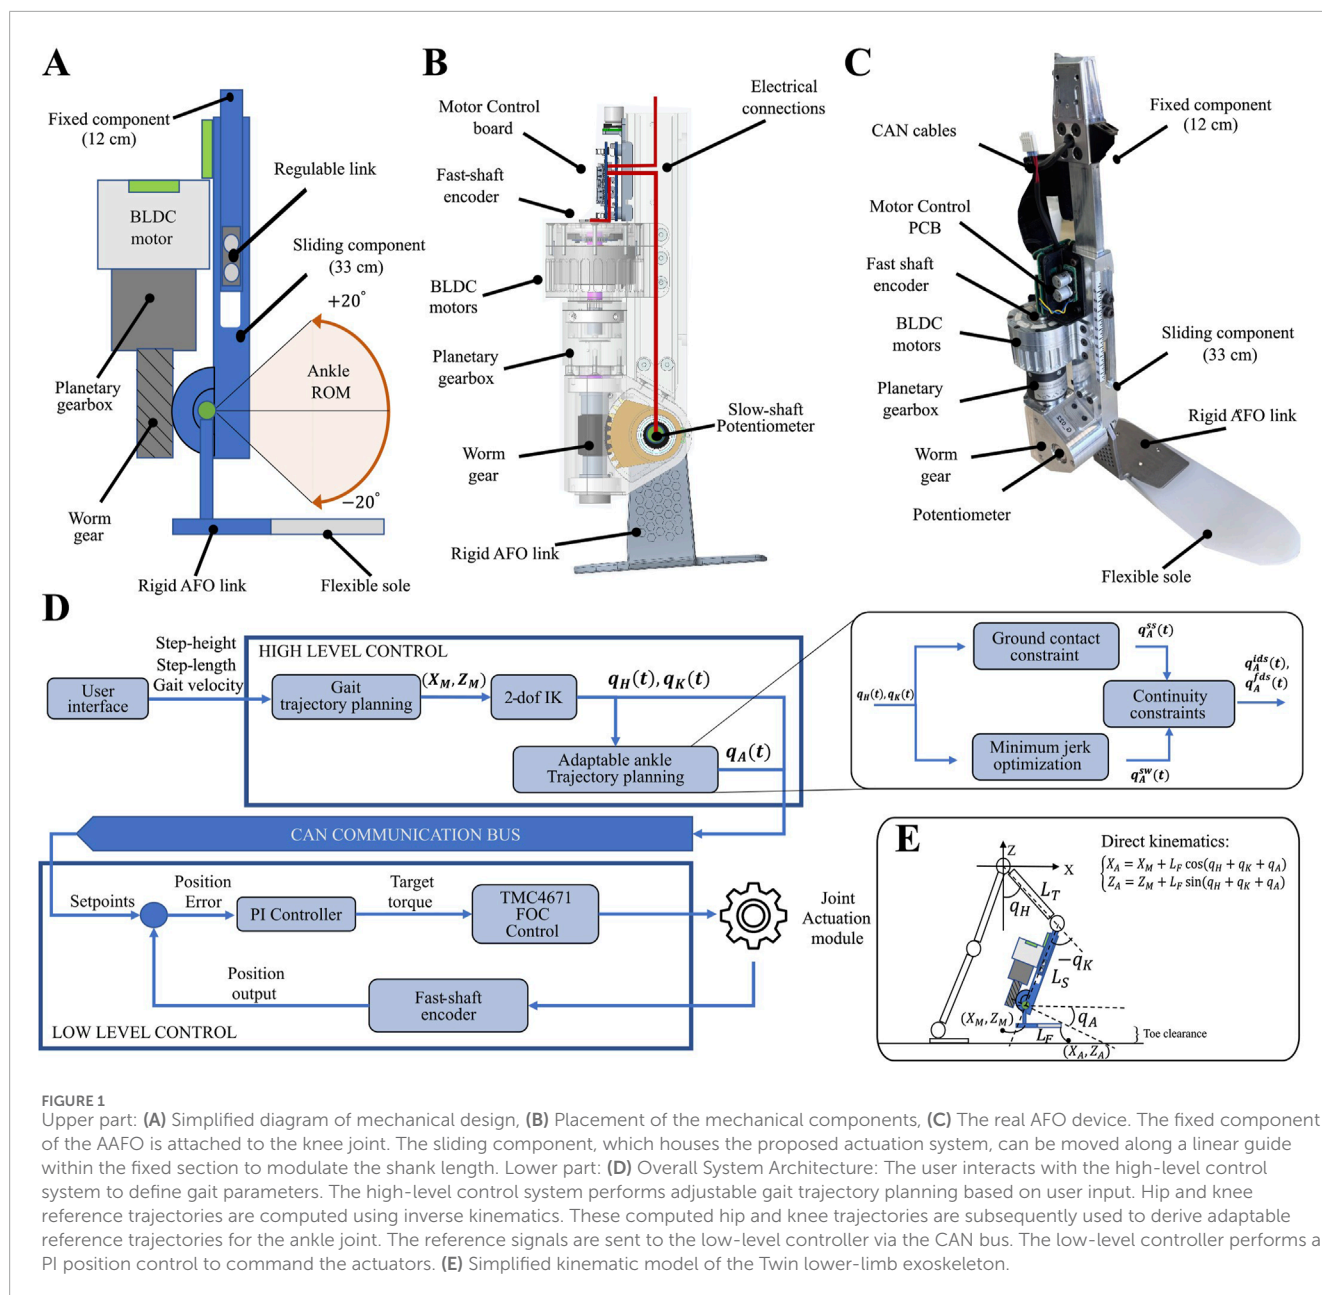 A
Fixed component
(12 cm)
Regulable link
BLDC
motor
Sliding component
(33 cm)
+20°
Ankle
ROM
−20°
Planetary
gearbox
Worm
gear
Rigid AFO link
Flexible sole
B
Motor Control
board
Electrical
connections
Fast-shaft
encoder
BLDC
motors
Planetary
gearbox
Slow-shaft
Potentiometer
Worm
gear
Rigid AFO link
C
Fixed component
(12 cm)
CAN cables
Motor Control
PCB
Fast shaft
encoder
BLDC
motors
Sliding component
(33 cm)
Planetary
gearbox
Rigid AFO link
Worm
gear
Potentiometer
Flexible sole
D
User
interface
Step-height
Step-length
Gait velocity
HIGH LEVEL CONTROL
Gait
trajectory planning
(X_M, Z_M)
2-dof IK
q_H(t), q_K(t)
Adaptable ankle
Trajectory planning
q_A(t)
q_H(t), q_K(t)
Ground contact
constraint
q_A^ss(t)
Minimum jerk
optimization
q_A^sw(t)
Continuity
constraints
q_A^ids(t),
q_A^fds(t)
CAN COMMUNICATION BUS
Setpoints
Position
Error
PI Controller
Target
torque
TMC4671
FOC
Control
Joint
Actuation
module
Position
output
Fast-shaft
encoder
LOW LEVEL CONTROL
E
Direct kinematics:
X_A = X_M + L_F cos(q_H + q_K + q_A)
Z_A = Z_M + L_F sin(q_H + q_K + q_A)
Z
X
L_T
q_H
−q_K
L_S
(X_M, Z_M)
q_A
L_F
(X_A, Z_A)
Toe clearance
FIGURE 1
Upper part: (A) Simplified diagram of mechanical design, (B) Placement of the mechanical components, (C) The real AFO device. The fixed component
of the AAFO is attached to the knee joint. The sliding component, which houses the proposed actuation system, can be moved along a linear guide
within the fixed section to modulate the shank length. Lower part: (D) Overall System Architecture: The user interacts with the high-level control
system to define gait parameters. The high-level control system performs adjustable gait trajectory planning based on user input. Hip and knee
reference trajectories are computed using inverse kinematics. These computed hip and knee trajectories are subsequently used to derive adaptable
reference trajectories for the ankle joint. The reference signals are sent to the low-level controller via the CAN bus. The low-level controller performs a
PI position control to command the actuators. (E) Simplified kinematic model of the Twin lower-limb exoskeleton.